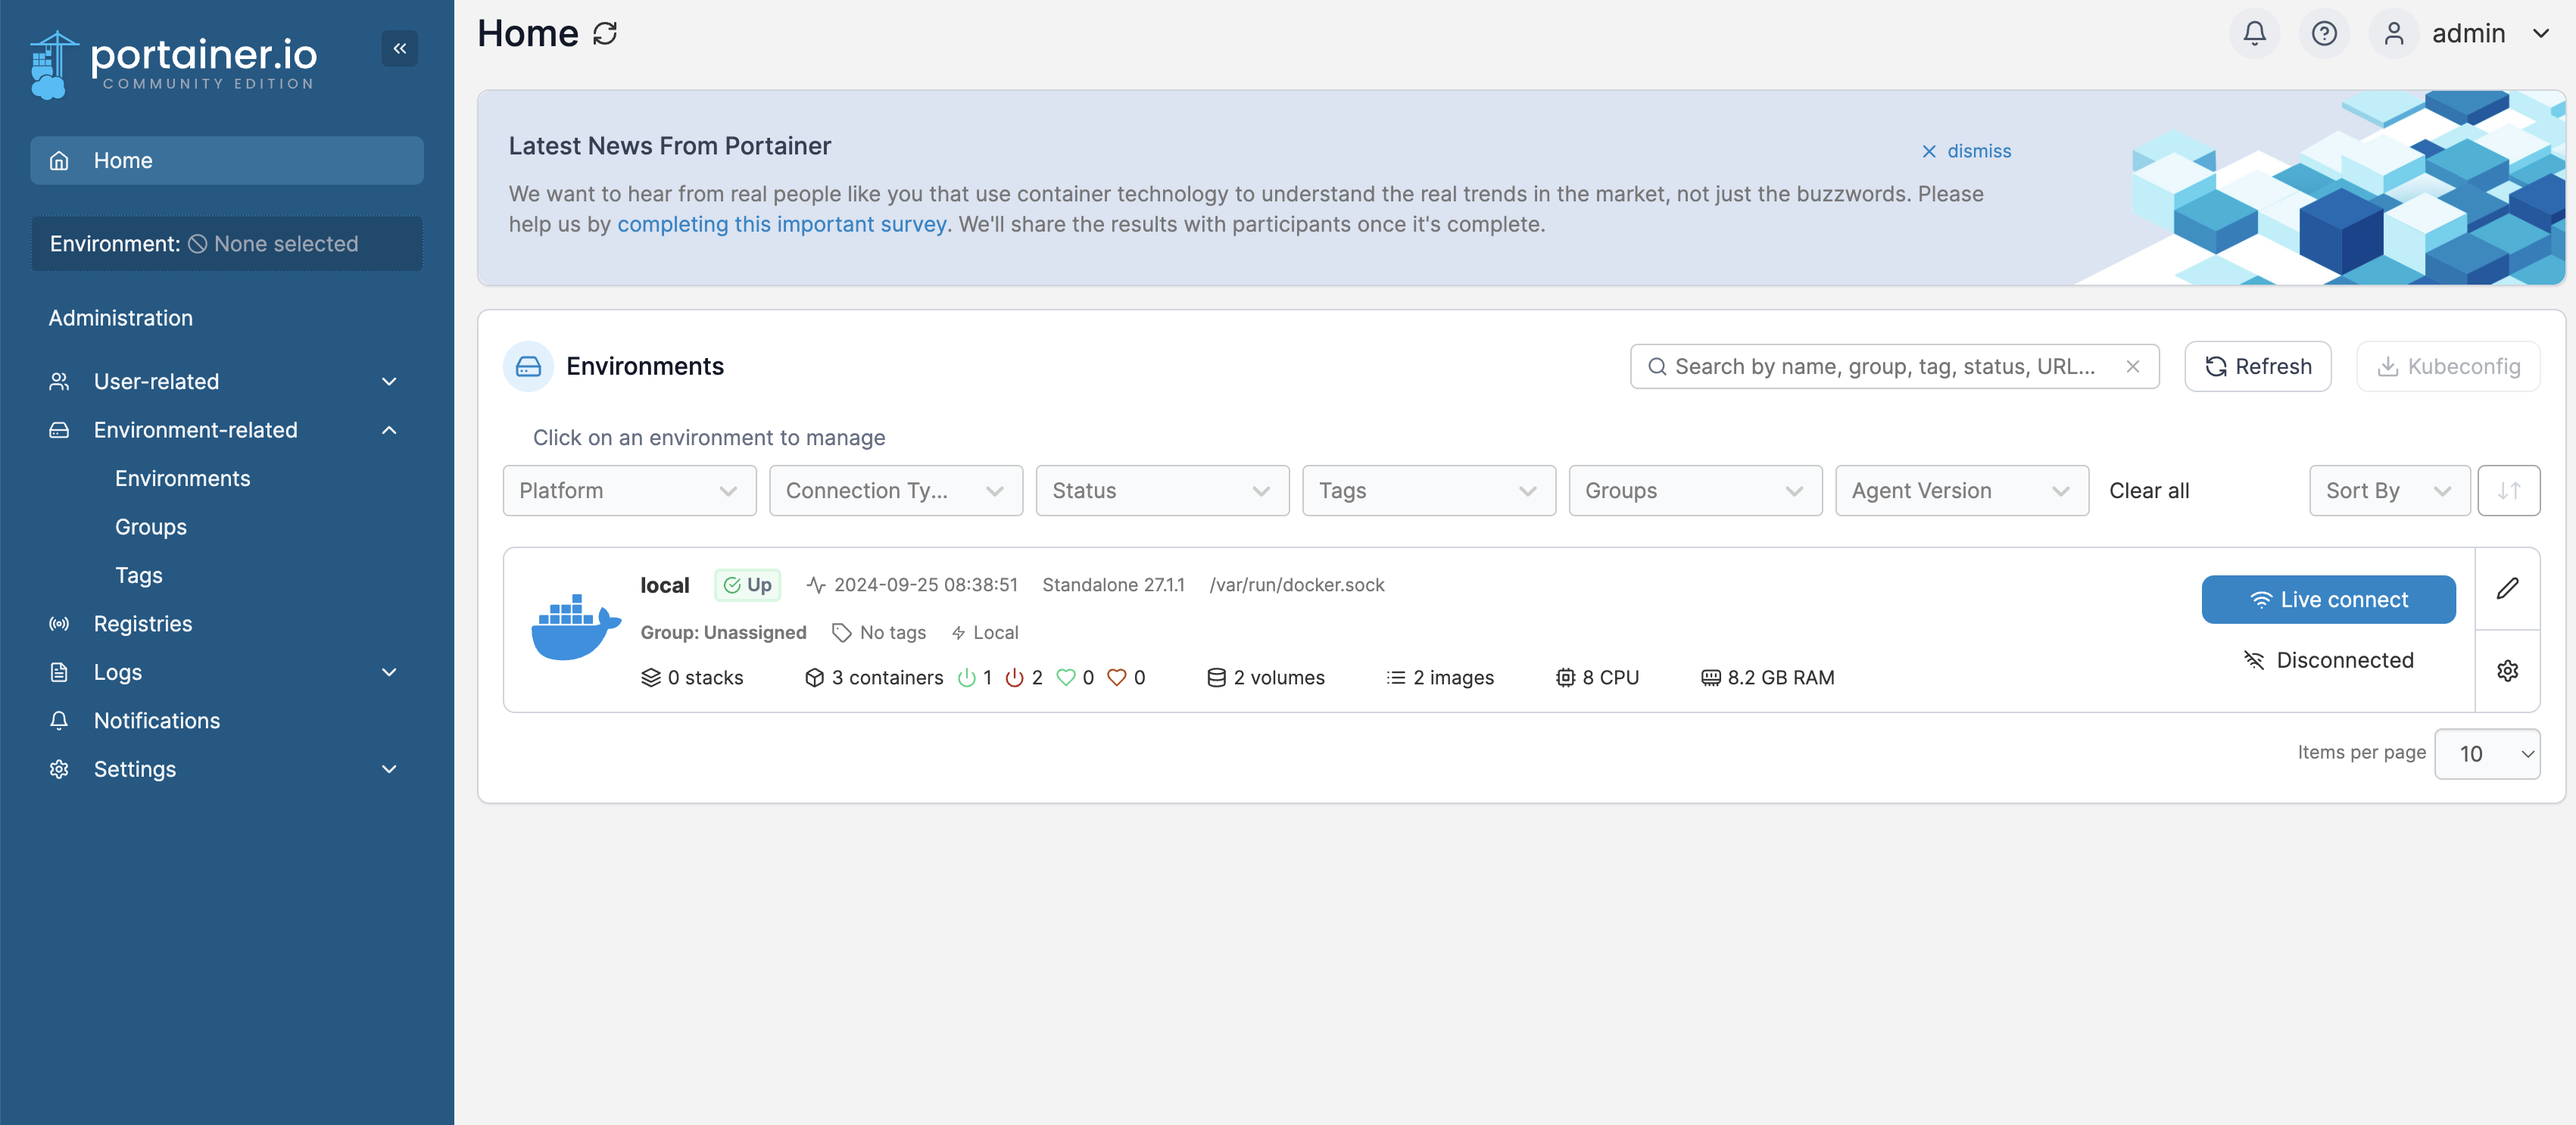 portainer.io
COMMUNITY EDITION
Home
Environment: None selected
Administration
User-related
Environment-related
Environments
Groups
Tags
Registries
Logs
Notifications
Settings
Home
admin
Latest News From Portainer
dismiss
We want to hear from real people like you that use container technology to understand the real trends in the market, not just the buzzwords. Please
help us by completing this important survey. We'll share the results with participants once it's complete.
Environments
Search by name, group, tag, status, URL...
Refresh
Kubeconfig
Click on an environment to manage
Platform
Connection Ty...
Status
Tags
Groups
Agent Version
Clear all
Sort By
local Up 2024-09-25 08:38:51 Standalone 27.1.1 /var/run/docker.sock
Group: Unassigned No tags Local
0 stacks 3 containers 1 2 0 0 2 volumes 2 images 8 CPU 8.2 GB RAM
Live connect
Disconnected
Items per page 10